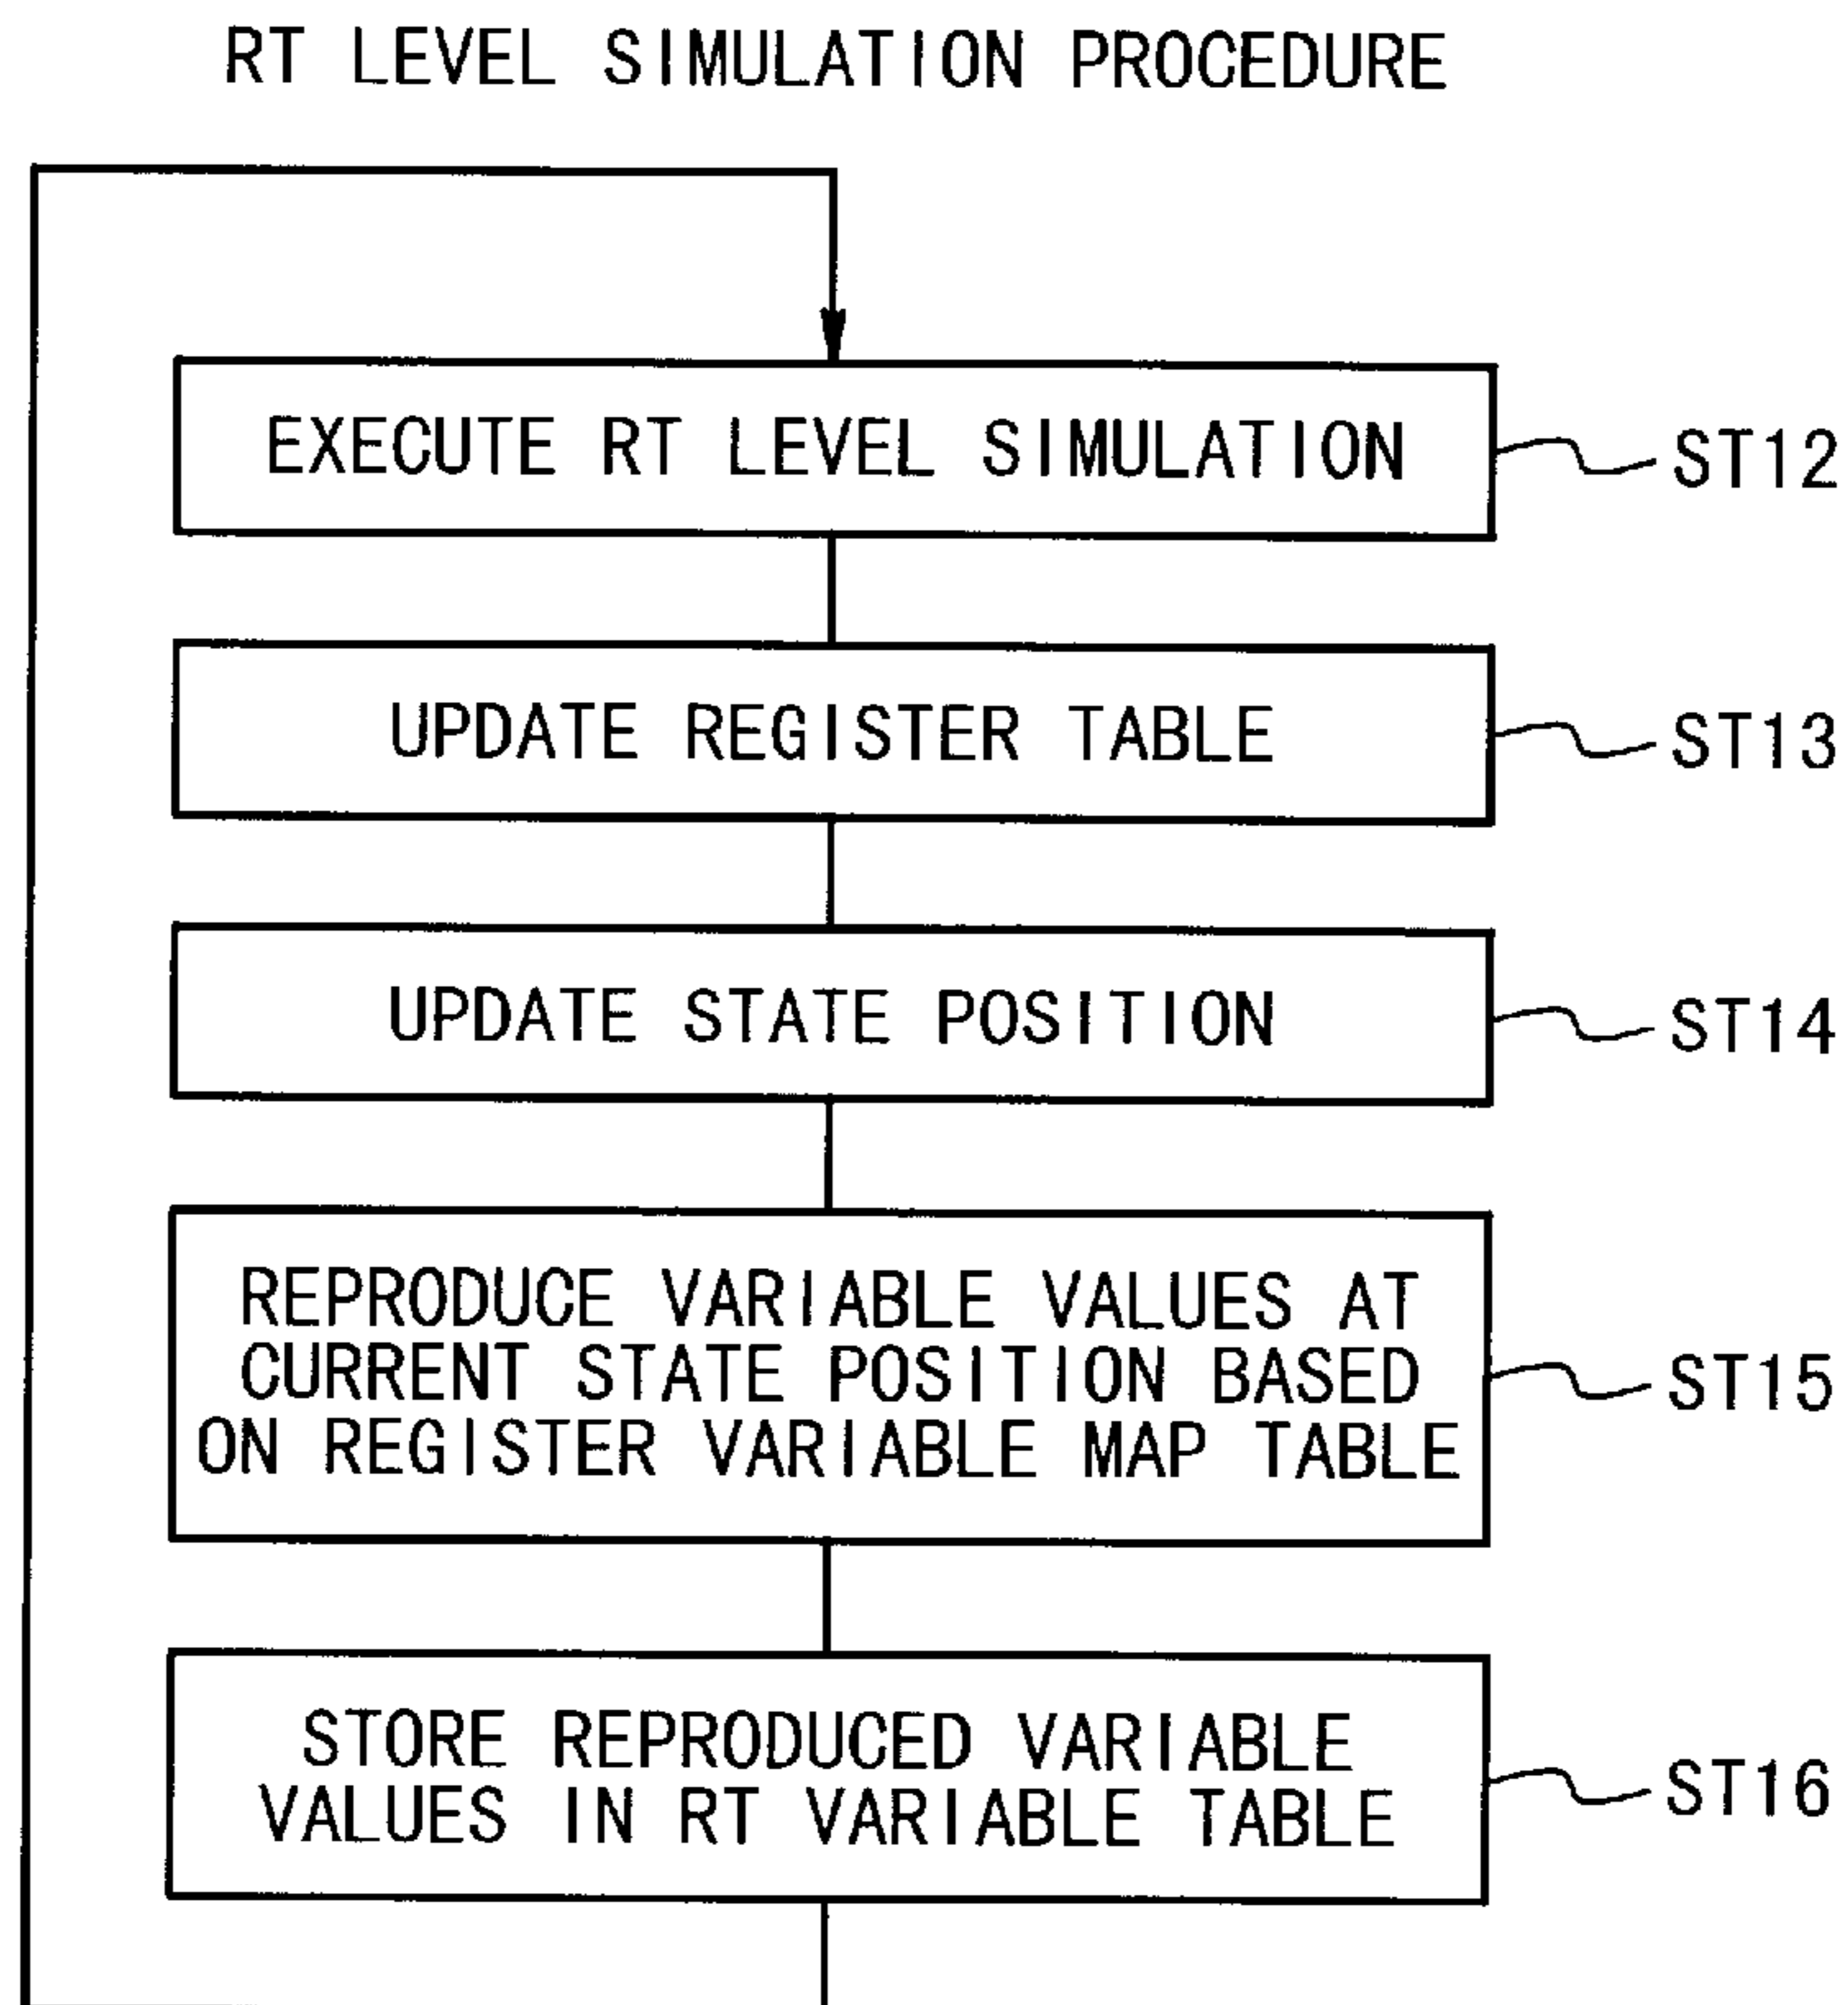 RT LEVEL SIMULATION PROCEDURE
EXECUTE RT LEVEL SIMULATION
ST12
UPDATE REGISTER TABLE
ST13
UPDATE STATE POSITION
ST14
REPRODUCE VARIABLE VALUES AT
CURRENT STATE POSITION BASED
ON REGISTER VARIABLE MAP TABLE
ST15
STORE REPRODUCED VARIABLE
VALUES IN RT VARIABLE TABLE
ST16